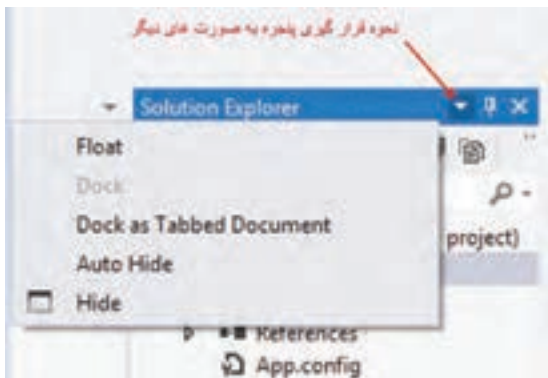 نحوه قرار گیری پنجره به صورت های دیگر
Solution Explorer
Float
Dock
Dock as Tabbed Document
project)
Auto Hide
Hide
References
App.config